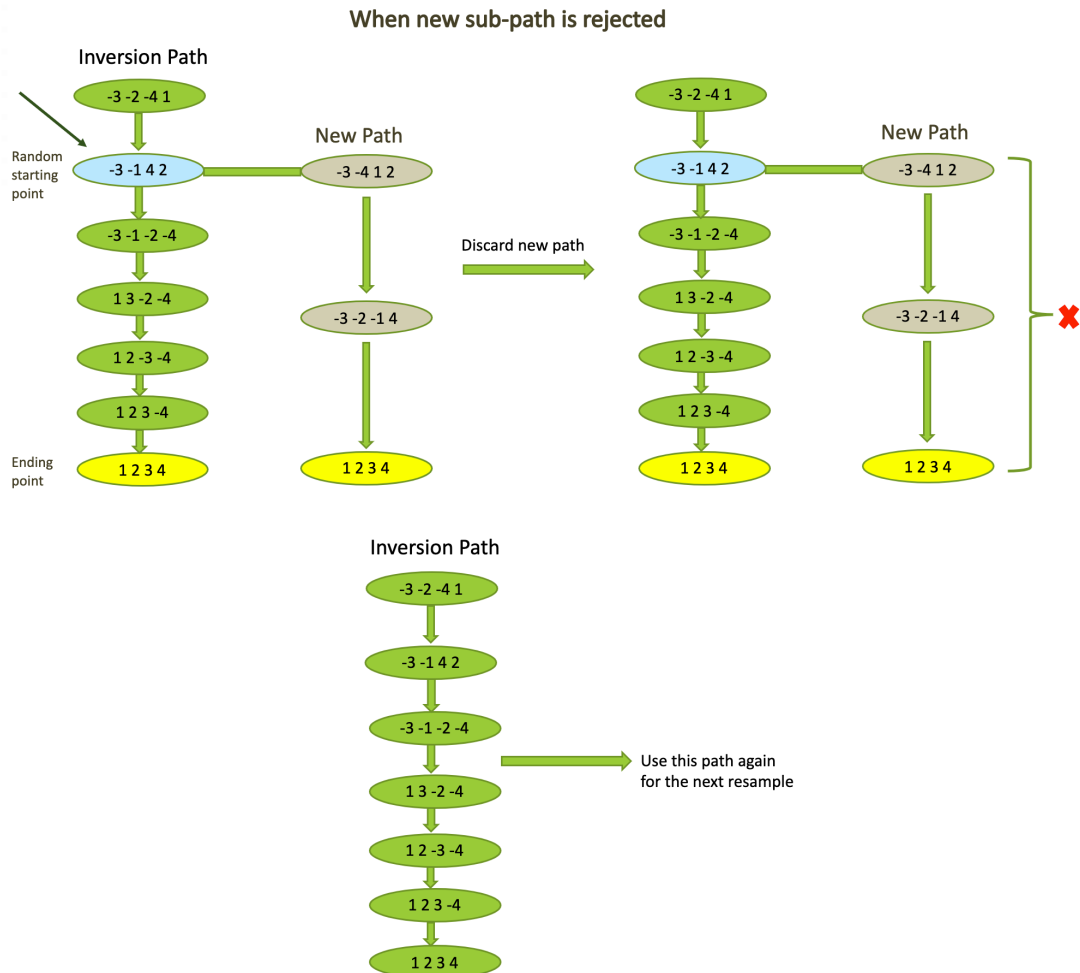 When new sub-path is rejected
Inversion Path
-3 -2 -4 1
Random
starting
point
-3 -1 4 2
-3 -1 -2 -4
1 3 -2 -4
1 2 -3 -4
1 2 3 -4
Ending
point
1 2 3 4
New Path
-3 -4 1 2
-3 -2 -1 4
1 2 3 4
Discard new path
-3 -2 -4 1
-3 -1 4 2
-3 -1 -2 -4
1 3 -2 -4
1 2 -3 -4
1 2 3 -4
1 2 3 4
New Path
-3 -4 1 2
-3 -2 -1 4
1 2 3 4
Inversion Path
-3 -2 -4 1
-3 -1 4 2
-3 -1 -2 -4
1 3 -2 -4
1 2 -3 -4
1 2 3 -4
1 2 3 4
Use this path again
for the next resample